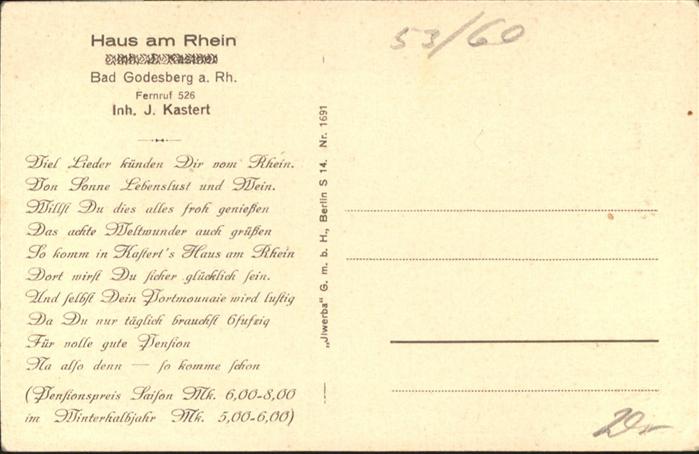 Haus am Rhein
Bad Godesberg a. Rh.
Fernruf 526
Inh. J. Kastert
Viel Lieder künden Dir vom Rhein.
Von Sonne Lebenslust und Wein.
Willst Du dies alles froh genießen
Das achte Weltwunder auch grüßen
So komm in Kastert's Haus am Rhein
Dort wirst Du sicher glücklich sein.
Und selbst Dein Portmounaie wird lustig
Da Du nur täglich brauchst 6fufzig
Für volle gute Pension
Na also denn — so komme schon
(Pensionspreis Saison Mk. 6,00-8,00
im Winterhalbjahr Mk. 5,00-6,00)
„Jiwerba" G. m. b. H., Berlin S 14. Nr. 1691
53/60